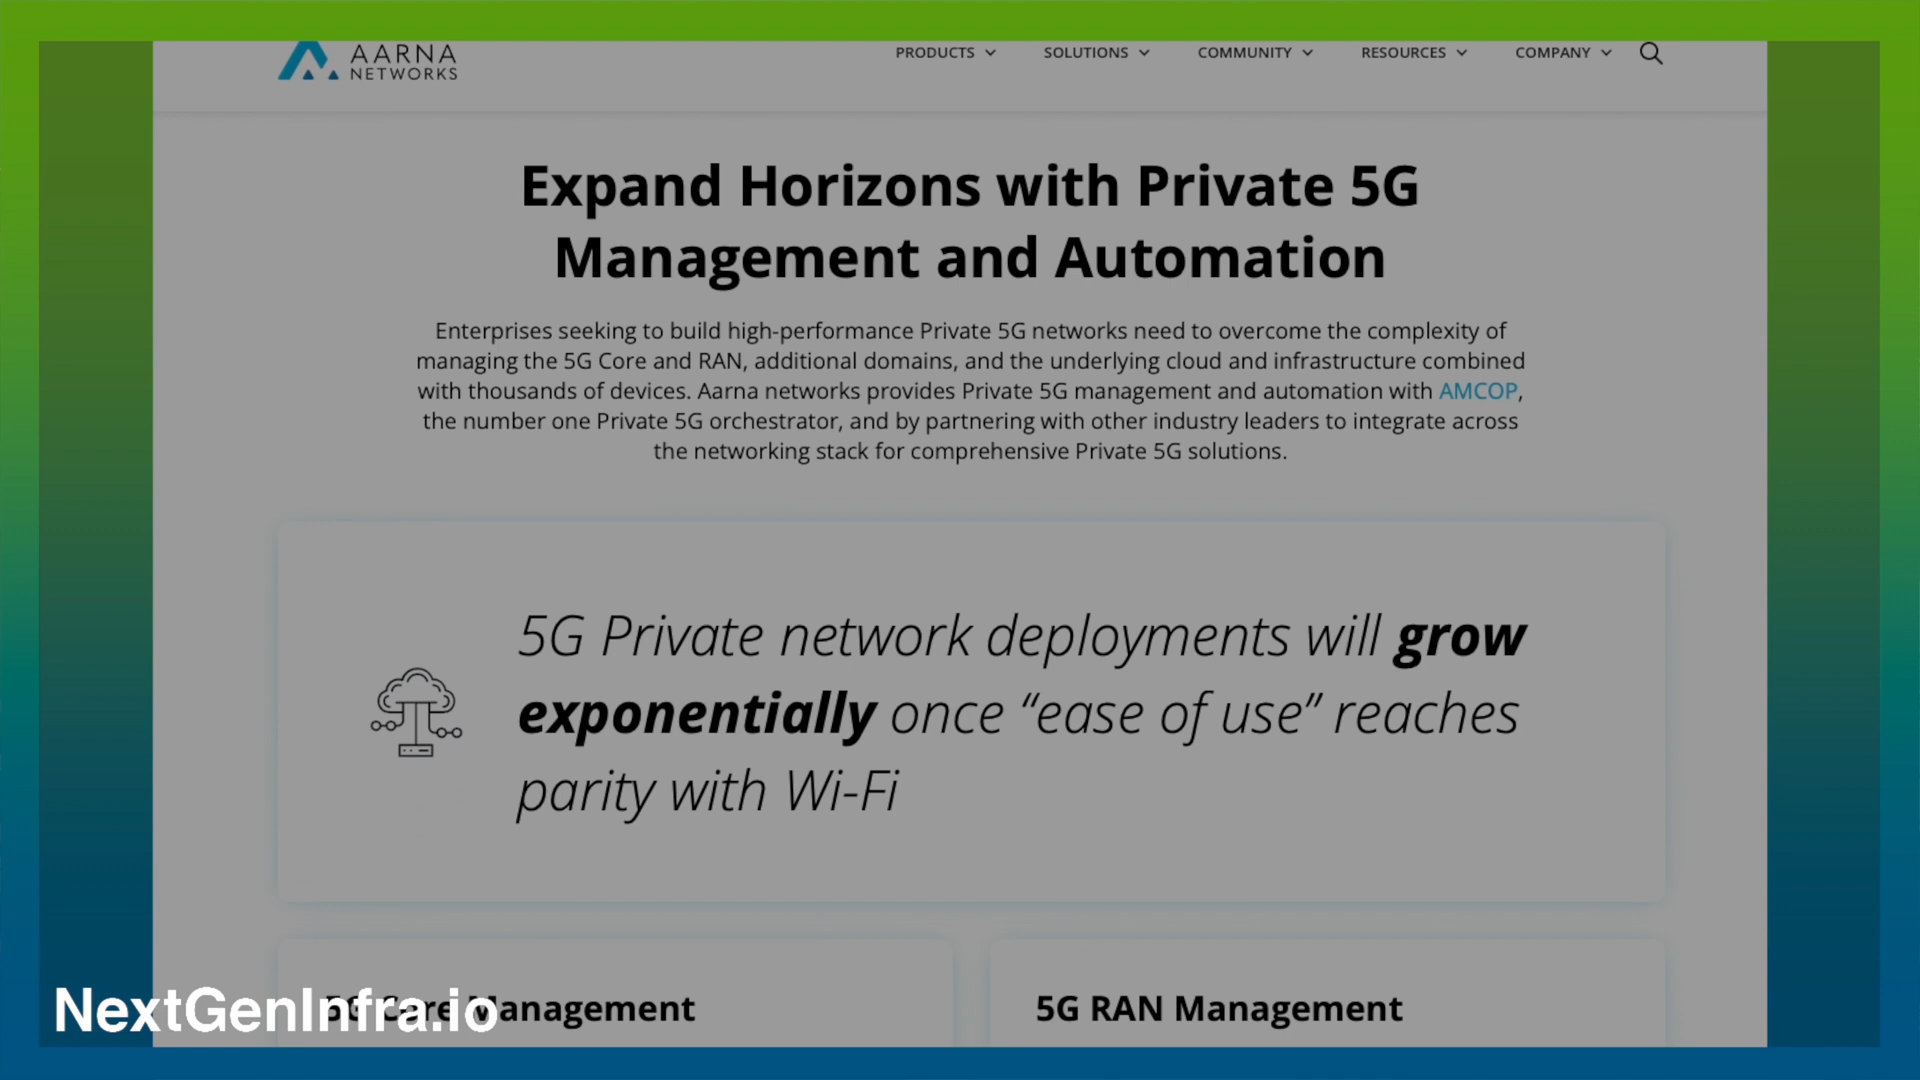 AARNA
NETWORKS
PRODUCTS
SOLUTIONS
COMMUNITY
RESOURCES
COMPANY
Expand Horizons with Private 5G
Management and Automation
Enterprises seeking to build high-performance Private 5G networks need to overcome the complexity of
managing the 5G Core and RAN, additional domains, and the underlying cloud and infrastructure combined
with thousands of devices. Aarna networks provides Private 5G management and automation with AMCOP,
the number one Private 5G orchestrator, and by partnering with other industry leaders to integrate across
the networking stack for comprehensive Private 5G solutions.
5G Private network deployments will grow
exponentially once “ease of use” reaches
parity with Wi-Fi
5G Core Management
5G RAN Management
NextGenInfra.io